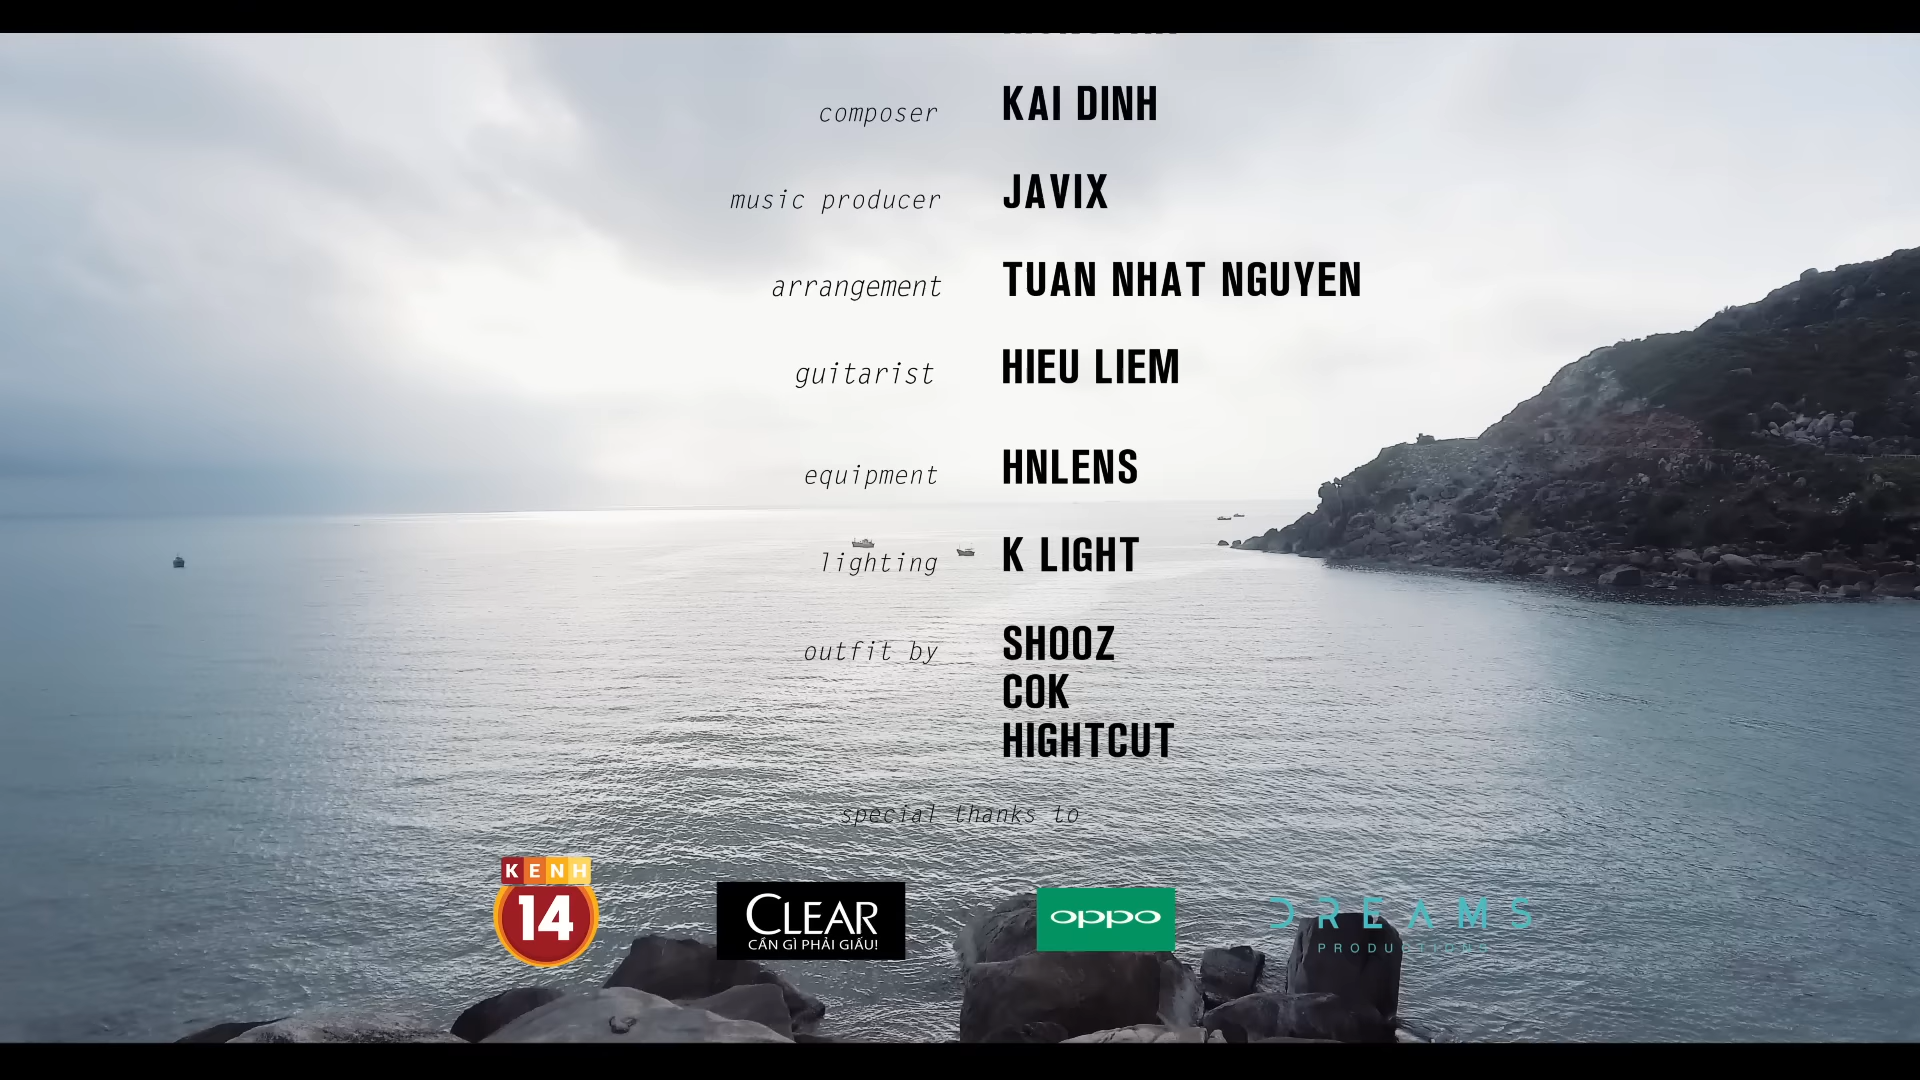 composer KAI DINH
music producer JAVIX
arrangement TUAN NHAT NGUYEN
guitarist HIEU LIEM
equipment HNLENS
lighting K LIGHT
outfit by SHOOZ
COK
HIGHTCUT
special thanks to
KENH
14
CLEAR
CẦN GÌ PHẢI GIẤU!
oppo
DREAMS
PRODUCTIONS